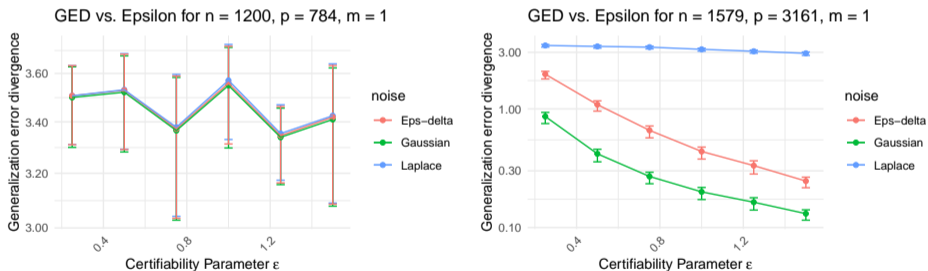 GED vs. Epsilon for n = 1200, p = 784, m = 1
Generalization error divergence
3.60
3.40
3.20
3.00
0.4
0.8
1.2
Certifiability Parameter ε
noise
Eps-delta
Gaussian
Laplace
GED vs. Epsilon for n = 1579, p = 3161, m = 1
Generalization error divergence
3.00
1.00
0.30
0.10
0.4
0.8
1.2
Certifiability Parameter ε
noise
Eps-delta
Gaussian
Laplace